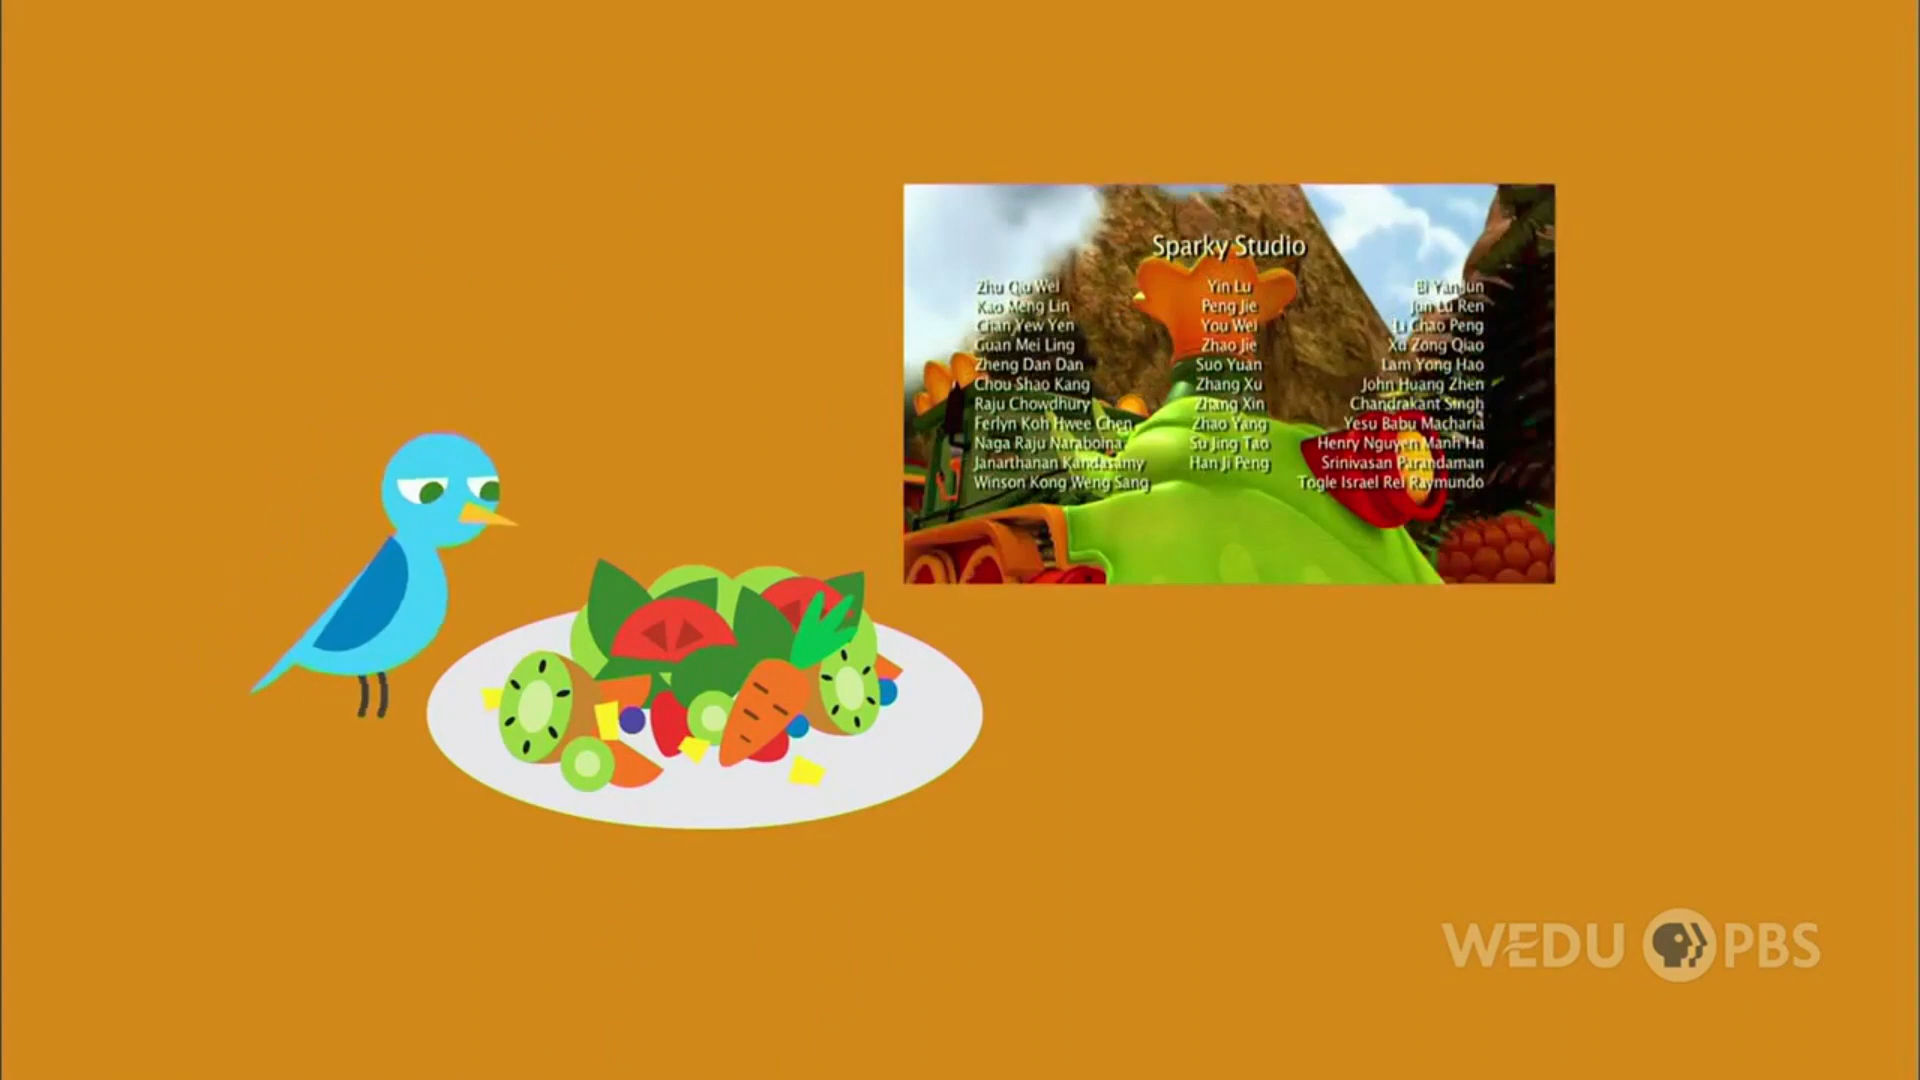 Sparky Studio
Zhu Qiu Wei Yin Lu Bi Yan Jun
Kao Meng Lin Peng Jie Jun Lu Ren
Chan Yew Yen You Wei Li Chao Peng
Guan Mei Ling Zhao Jie Xu Zong Qiao
Zheng Dan Dan Suo Yuan Lam Yong Hao
Chou Shao Kang Zhang Xu John Huang Zhen
Raju Chowdhury Zhang Xin Chandrakant Singh
Ferlyn Koh Hwee Chen Zhao Yang Yesu Babu Macharia
Naga Raju Naraboina Su Jing Tao Henry Nguyen Manh Ha
Janarthanan Kandasamy Han Ji Peng Srinivasan Parandaman
Winson Kong Weng Sang Togle Israel Rel Raymundo
WEDU PBS